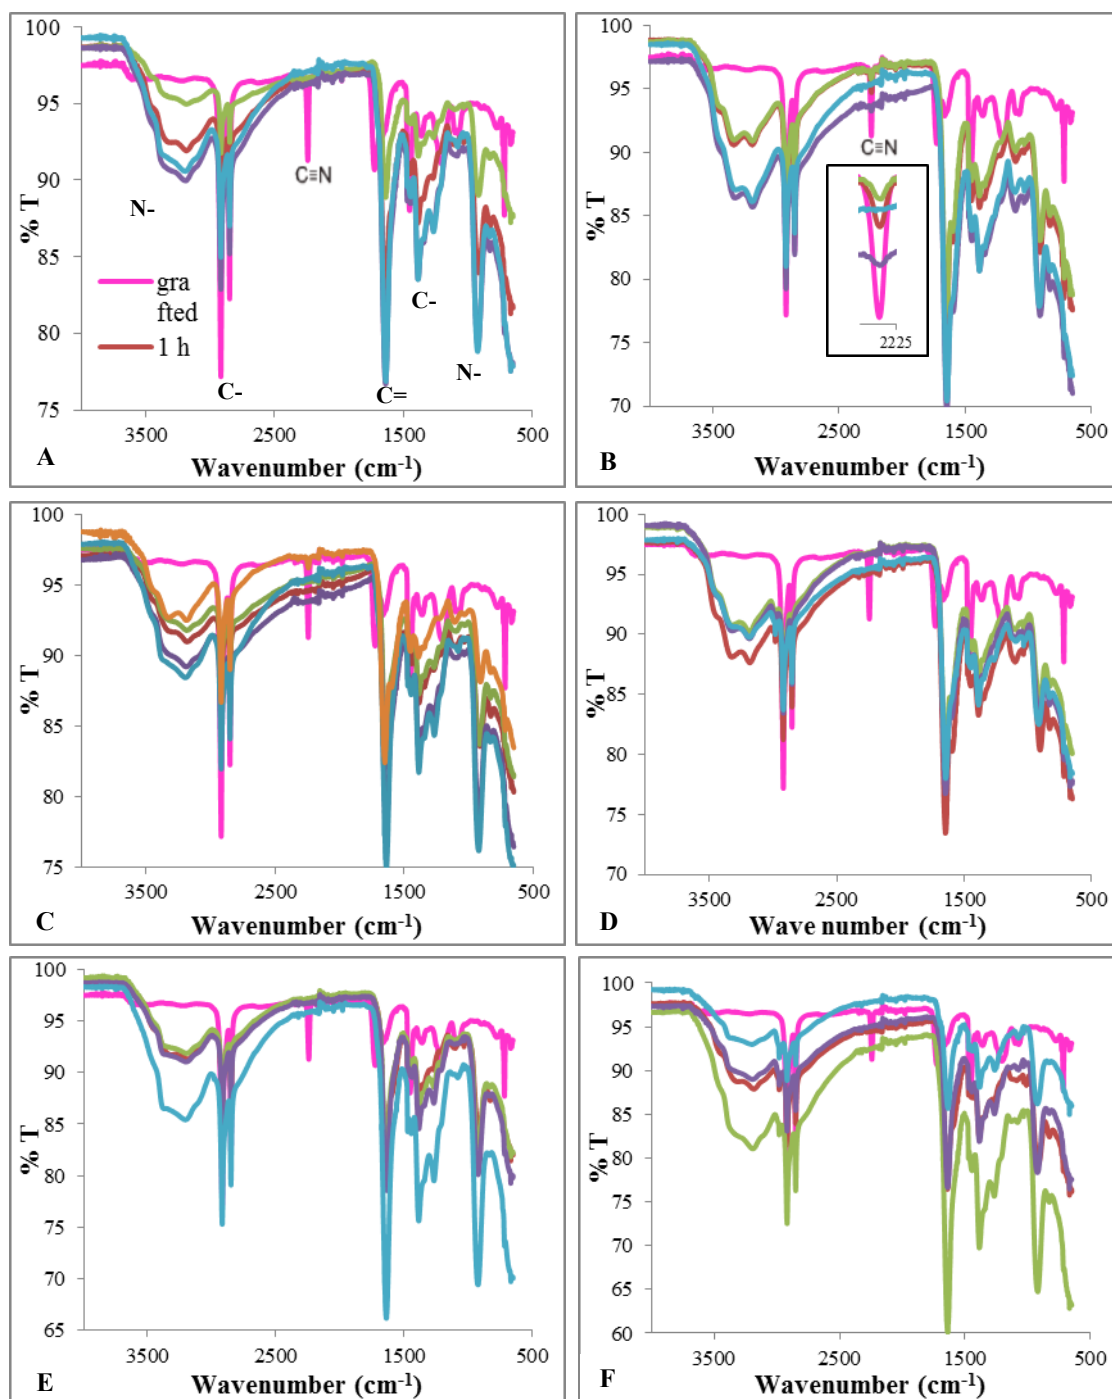 100
95
90
85
80
75
% T
C≡N
N-
gra
fted
1 h
C-
C-
C=
N-
3500 2500 1500 500
Wavenumber (cm-1)
A
100
95
90
85
80
75
70
% T
C≡N
2225
3500 2500 1500 500
Wavenumber (cm-1)
B
100
95
90
85
80
75
% T
3500 2500 1500 500
Wavenumber (cm-1)
C
100
95
90
85
80
75
70
% T
3500 2500 1500 500
Wave number (cm-1)
D
100
95
90
85
80
75
70
65
% T
3500 2500 1500 500
Wavenumber (cm-1)
E
100
95
90
85
80
75
70
65
60
% T
3500 2500 1500 500
Wavenumber (cm-1)
F